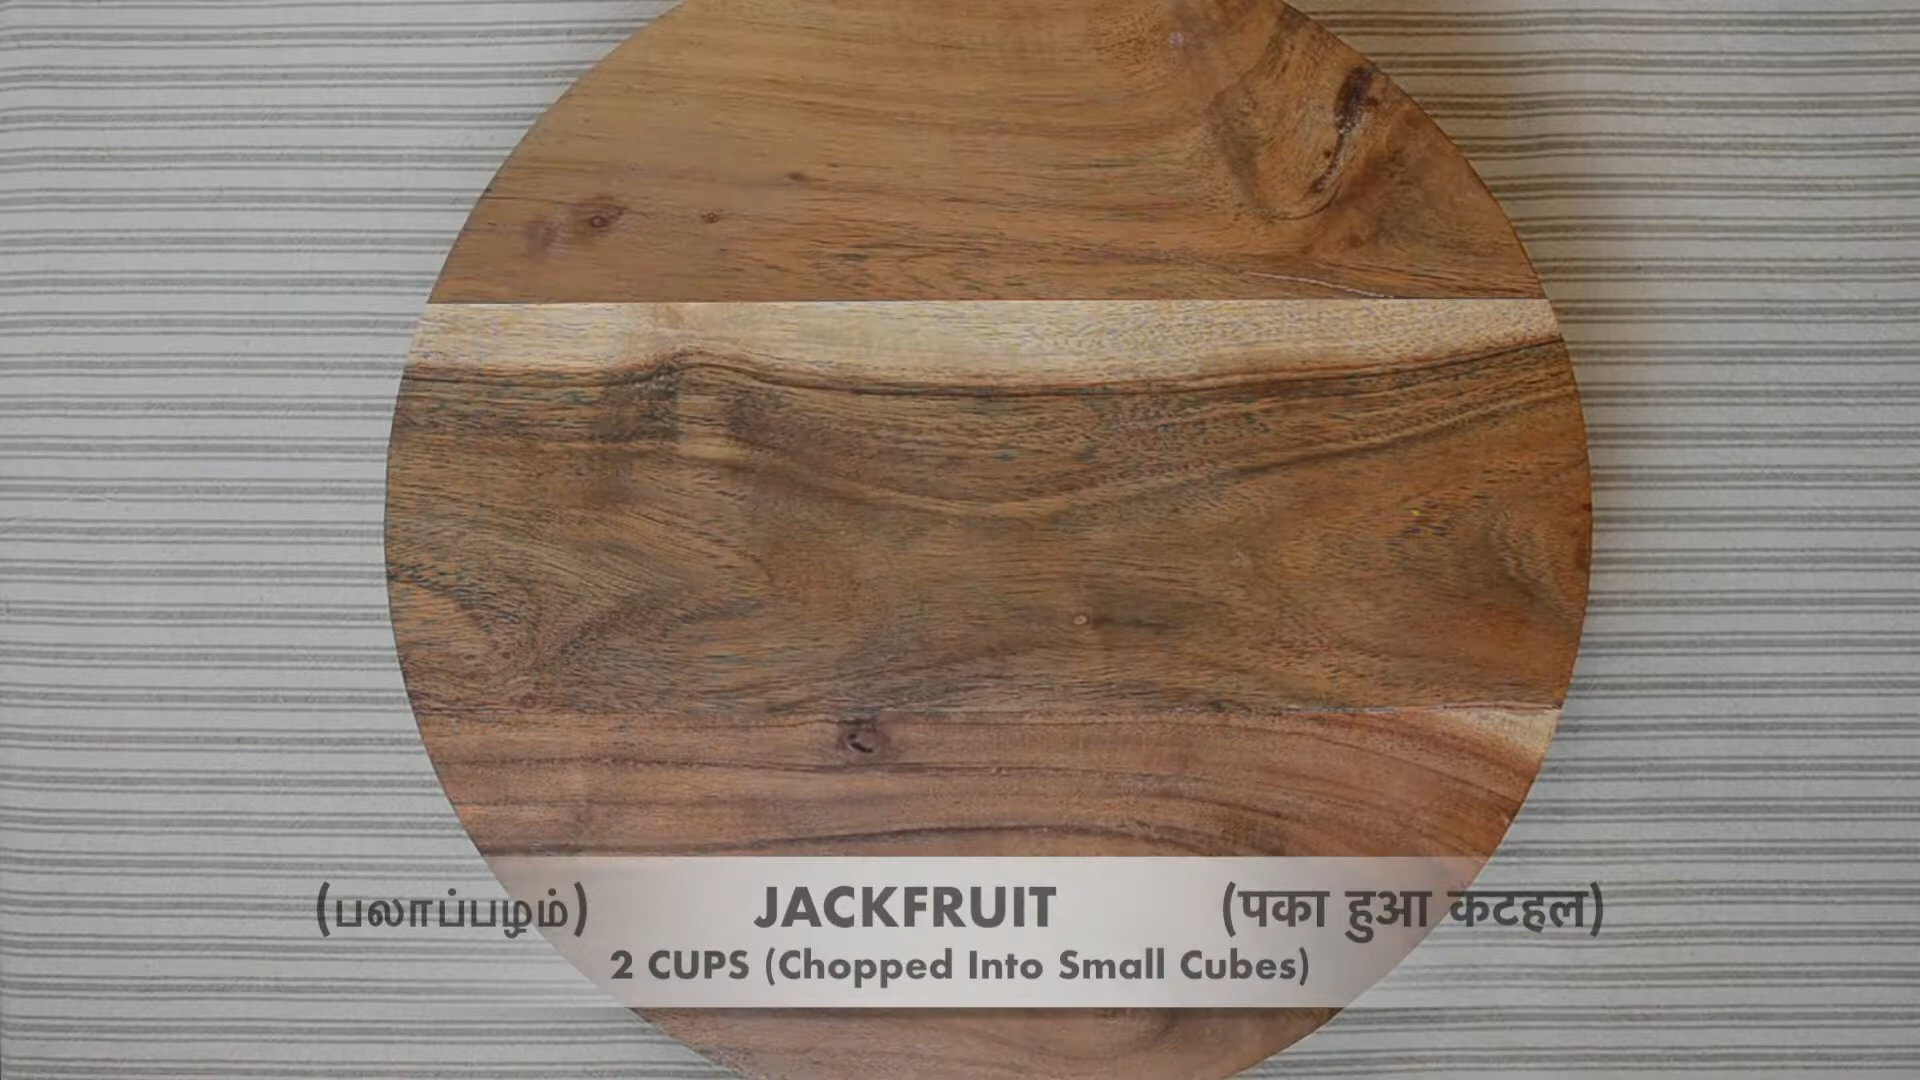 (பலாப்பழம்) JACKFRUIT (पका हुआ कटहल)
2 CUPS (Chopped Into Small Cubes)